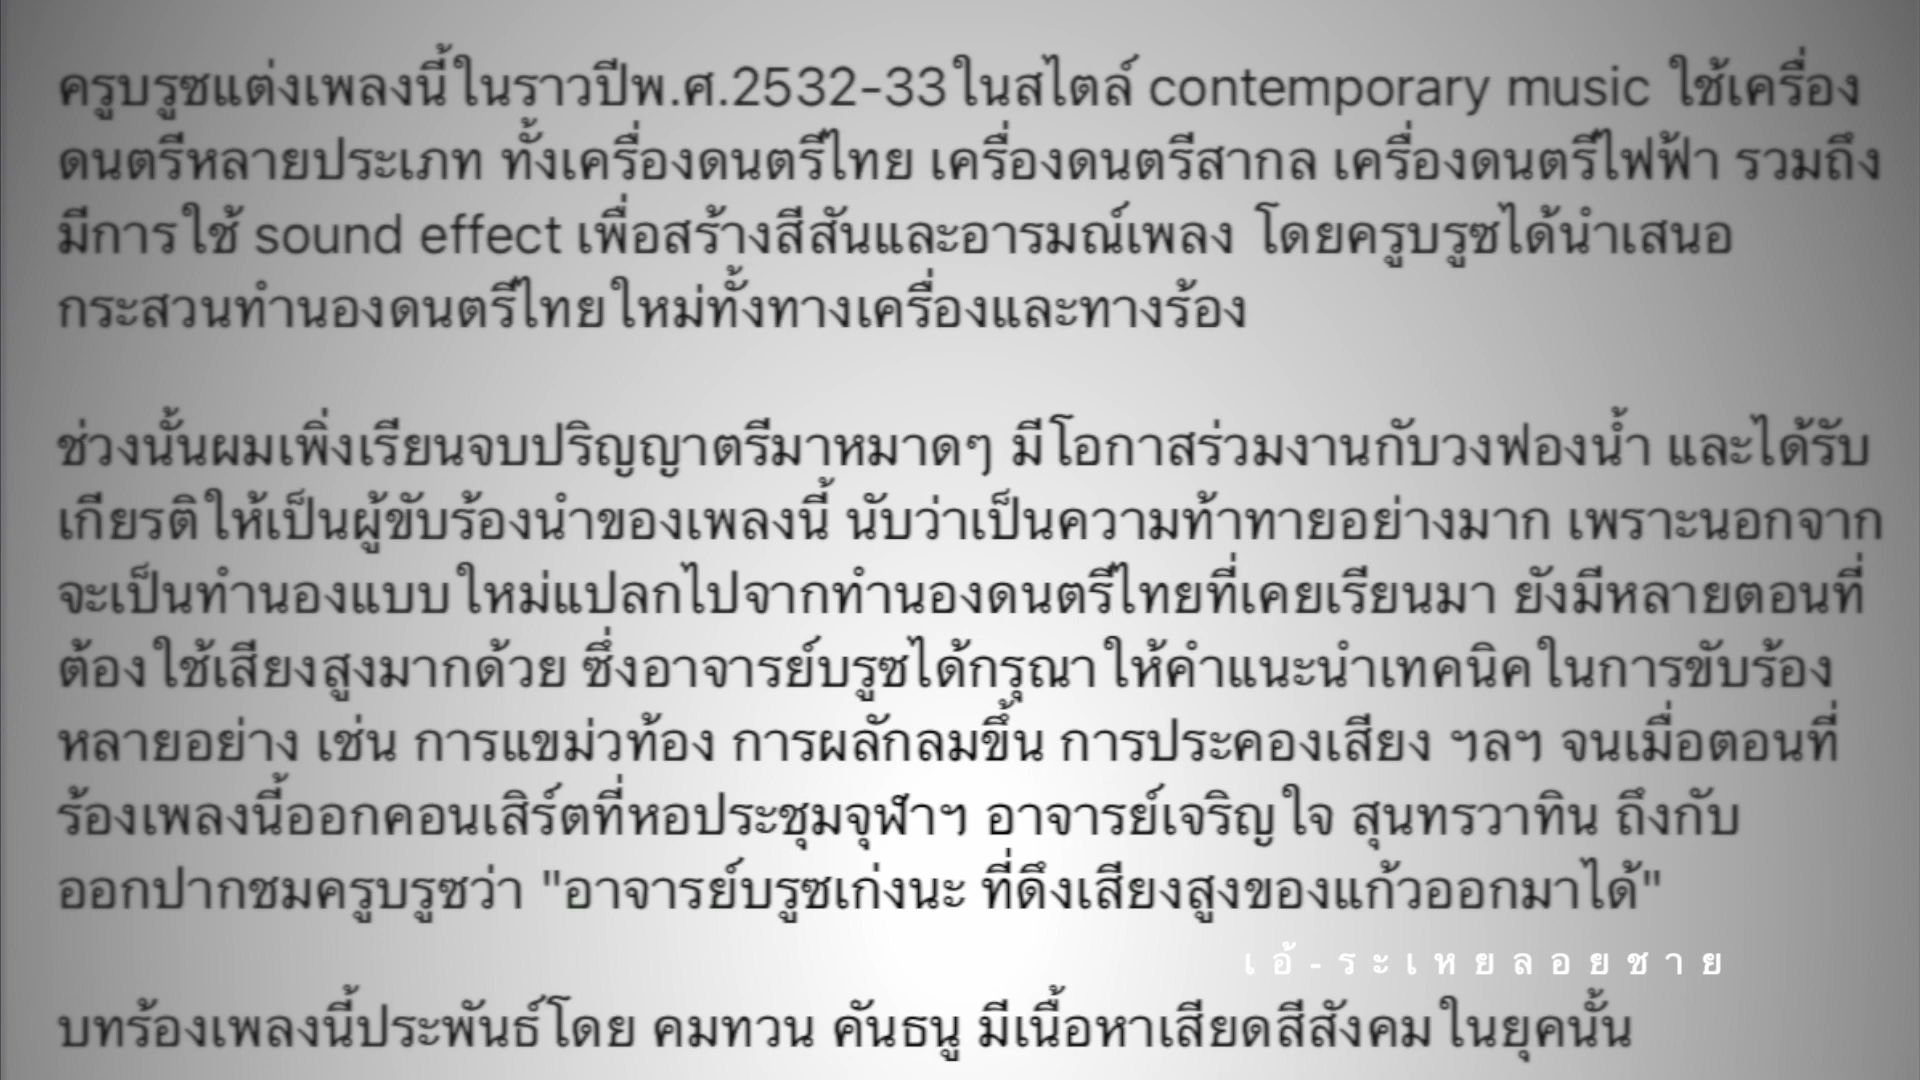 ครูบรูซแต่งเพลงนี้ในราวปีพ.ศ.2532-33ในสไตล์ contemporary music ใช้เครื่อง
ดนตรีหลายประเภท ทั้งเครื่องดนตรีไทย เครื่องดนตรีสากล เครื่องดนตรีไฟฟ้า รวมถึง
มีการใช้ sound effect เพื่อสร้างสีสันและอารมณ์เพลง โดยครูบรูซได้นำเสนอ
กระสวนทำนองดนตรีไทยใหม่ทั้งทางเครื่องและทางร้อง
ช่วงนั้นผมเพิ่งเรียนจบปริญญาตรีมาหมาดๆ มีโอกาสร่วมงานกับวงฟองน้ำ และได้รับ
เกียรติให้เป็นผู้ขับร้องนำของเพลงนี้ นับว่าเป็นความท้าทายอย่างมาก เพราะนอกจาก
จะเป็นทำนองแบบใหม่แปลกไปจากทำนองดนตรีไทยที่เคยเรียนมา ยังมีหลายตอนที่
ต้องใช้เสียงสูงมากด้วย ซึ่งอาจารย์บรูซได้กรุณาให้คำแนะนำเทคนิคในการขับร้อง
หลายอย่าง เช่น การแขม่วท้อง การผลักลมขึ้น การประคองเสียง ฯลฯ จนเมื่อตอนที่
ร้องเพลงนี้ออกคอนเสิร์ตที่หอประชุมจุฬาฯ อาจารย์เจริญใจ สุนทรวาทิน ถึงกับ
ออกปากชมครูบรูซว่า "อาจารย์บรูซเก่งนะ ที่ดึงเสียงสูงของแก้วออกมาได้"
เอ้-ระเหยลอยชาย
บทร้องเพลงนี้ประพันธ์โดย คมทวน คันธนู มีเนื้อหาเสียดสีสังคมในยุคนั้น